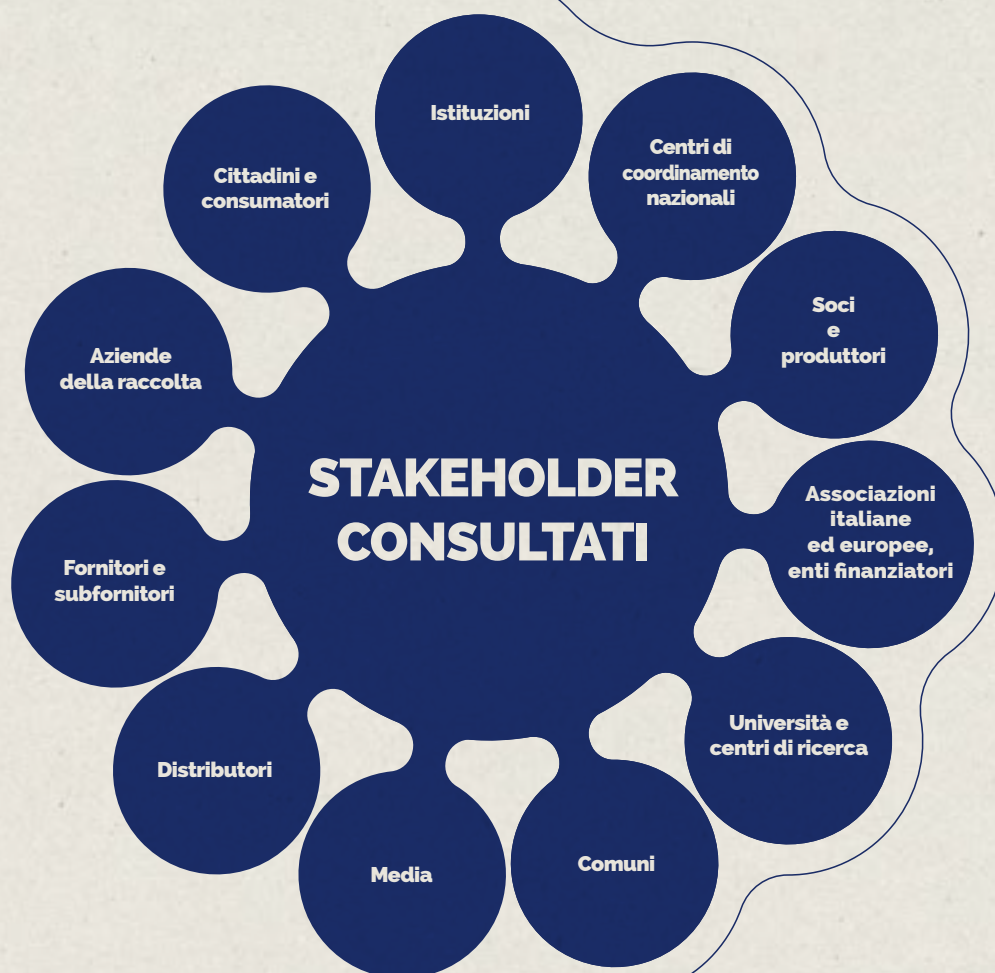 Istituzioni
Centri di
coordinamento
nazionali
Soci
e
produttori
Associazioni
italiane
ed europee,
enti finanziatori
Università e
centri di ricerca
Comuni
Media
Distributori
Fornitori e
subfornitori
Aziende
della raccolta
Cittadini e
consumatori
STAKEHOLDER
CONSULTATI